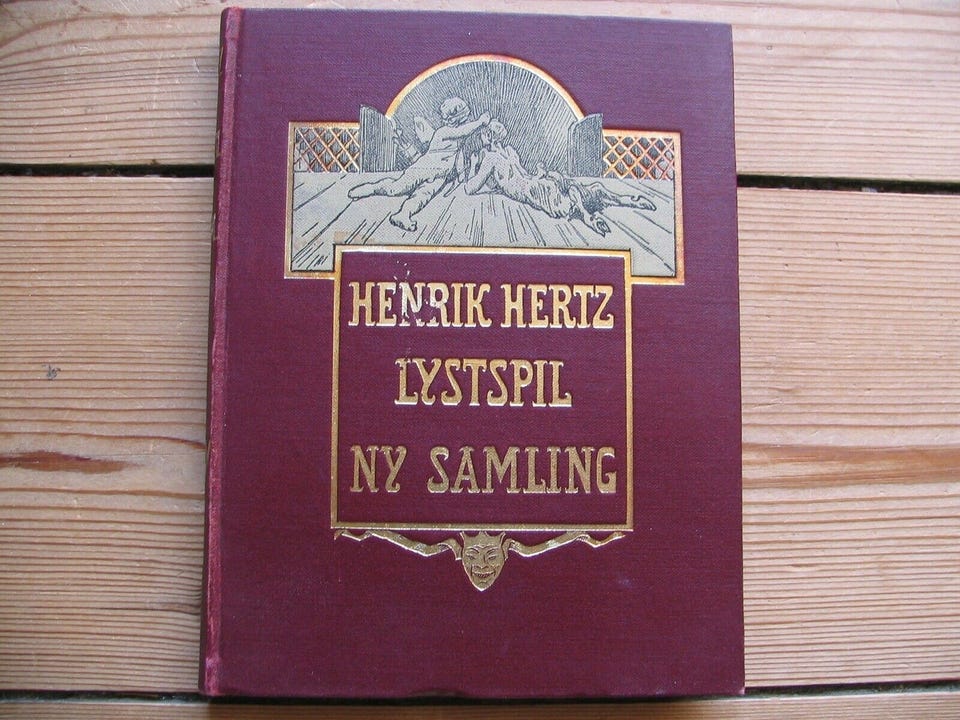 HENRIK HERTZ
LYSTSPIL
NY SAMLING